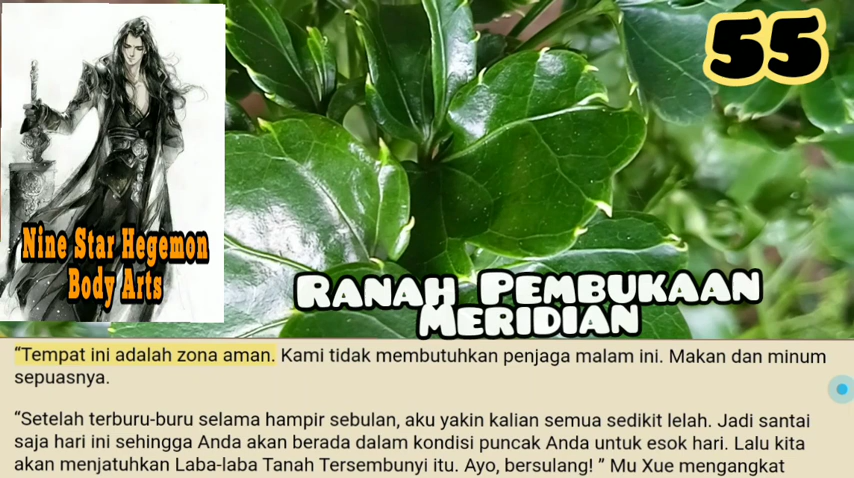 55
Nine Star Hegemon
Body Arts
Ranah Pembukaan
Meridian
“Tempat ini adalah zona aman. Kami tidak membutuhkan penjaga malam ini. Makan dan minum
sepuasnya.
“Setelah terburu-buru selama hampir sebulan, aku yakin kalian semua sedikit lelah. Jadi santai
saja hari ini sehingga Anda akan berada dalam kondisi puncak Anda untuk esok hari. Lalu kita
akan menjatuhkan Laba-laba Tanah Tersembunyi itu. Ayo, bersulang! ” Mu Xue mengangkat